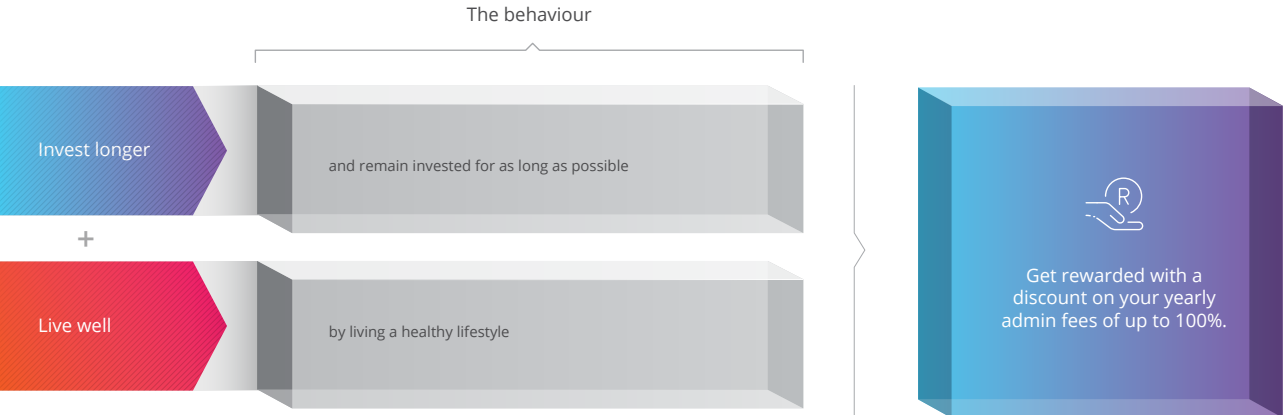 The behaviour
Invest longer
and remain invested for as long as possible
+
Live well
by living a healthy lifestyle
R
Get rewarded with a
discount on your yearly
admin fees of up to 100%.